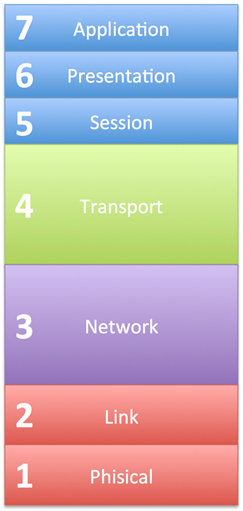 7 Application
6 Presentation
5 Session
4 Transport
3 Network
2 Link
1 Phisical